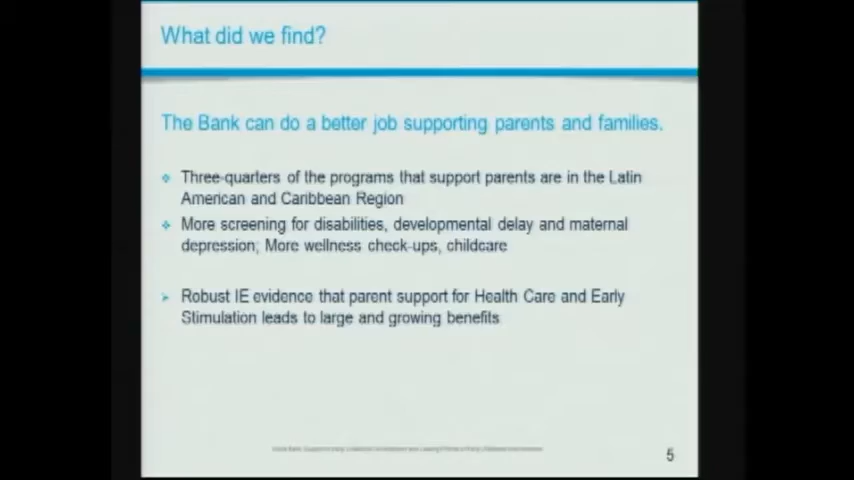 What did we find?
The Bank can do a better job supporting parents and families.
Three-quarters of the programs that support parents are in the Latin
American and Caribbean Region
More screening for disabilities, developmental delay and maternal
depression; More wellness check-ups, childcare
Robust IE evidence that parent support for Health Care and Early
Stimulation leads to large and growing benefits
5